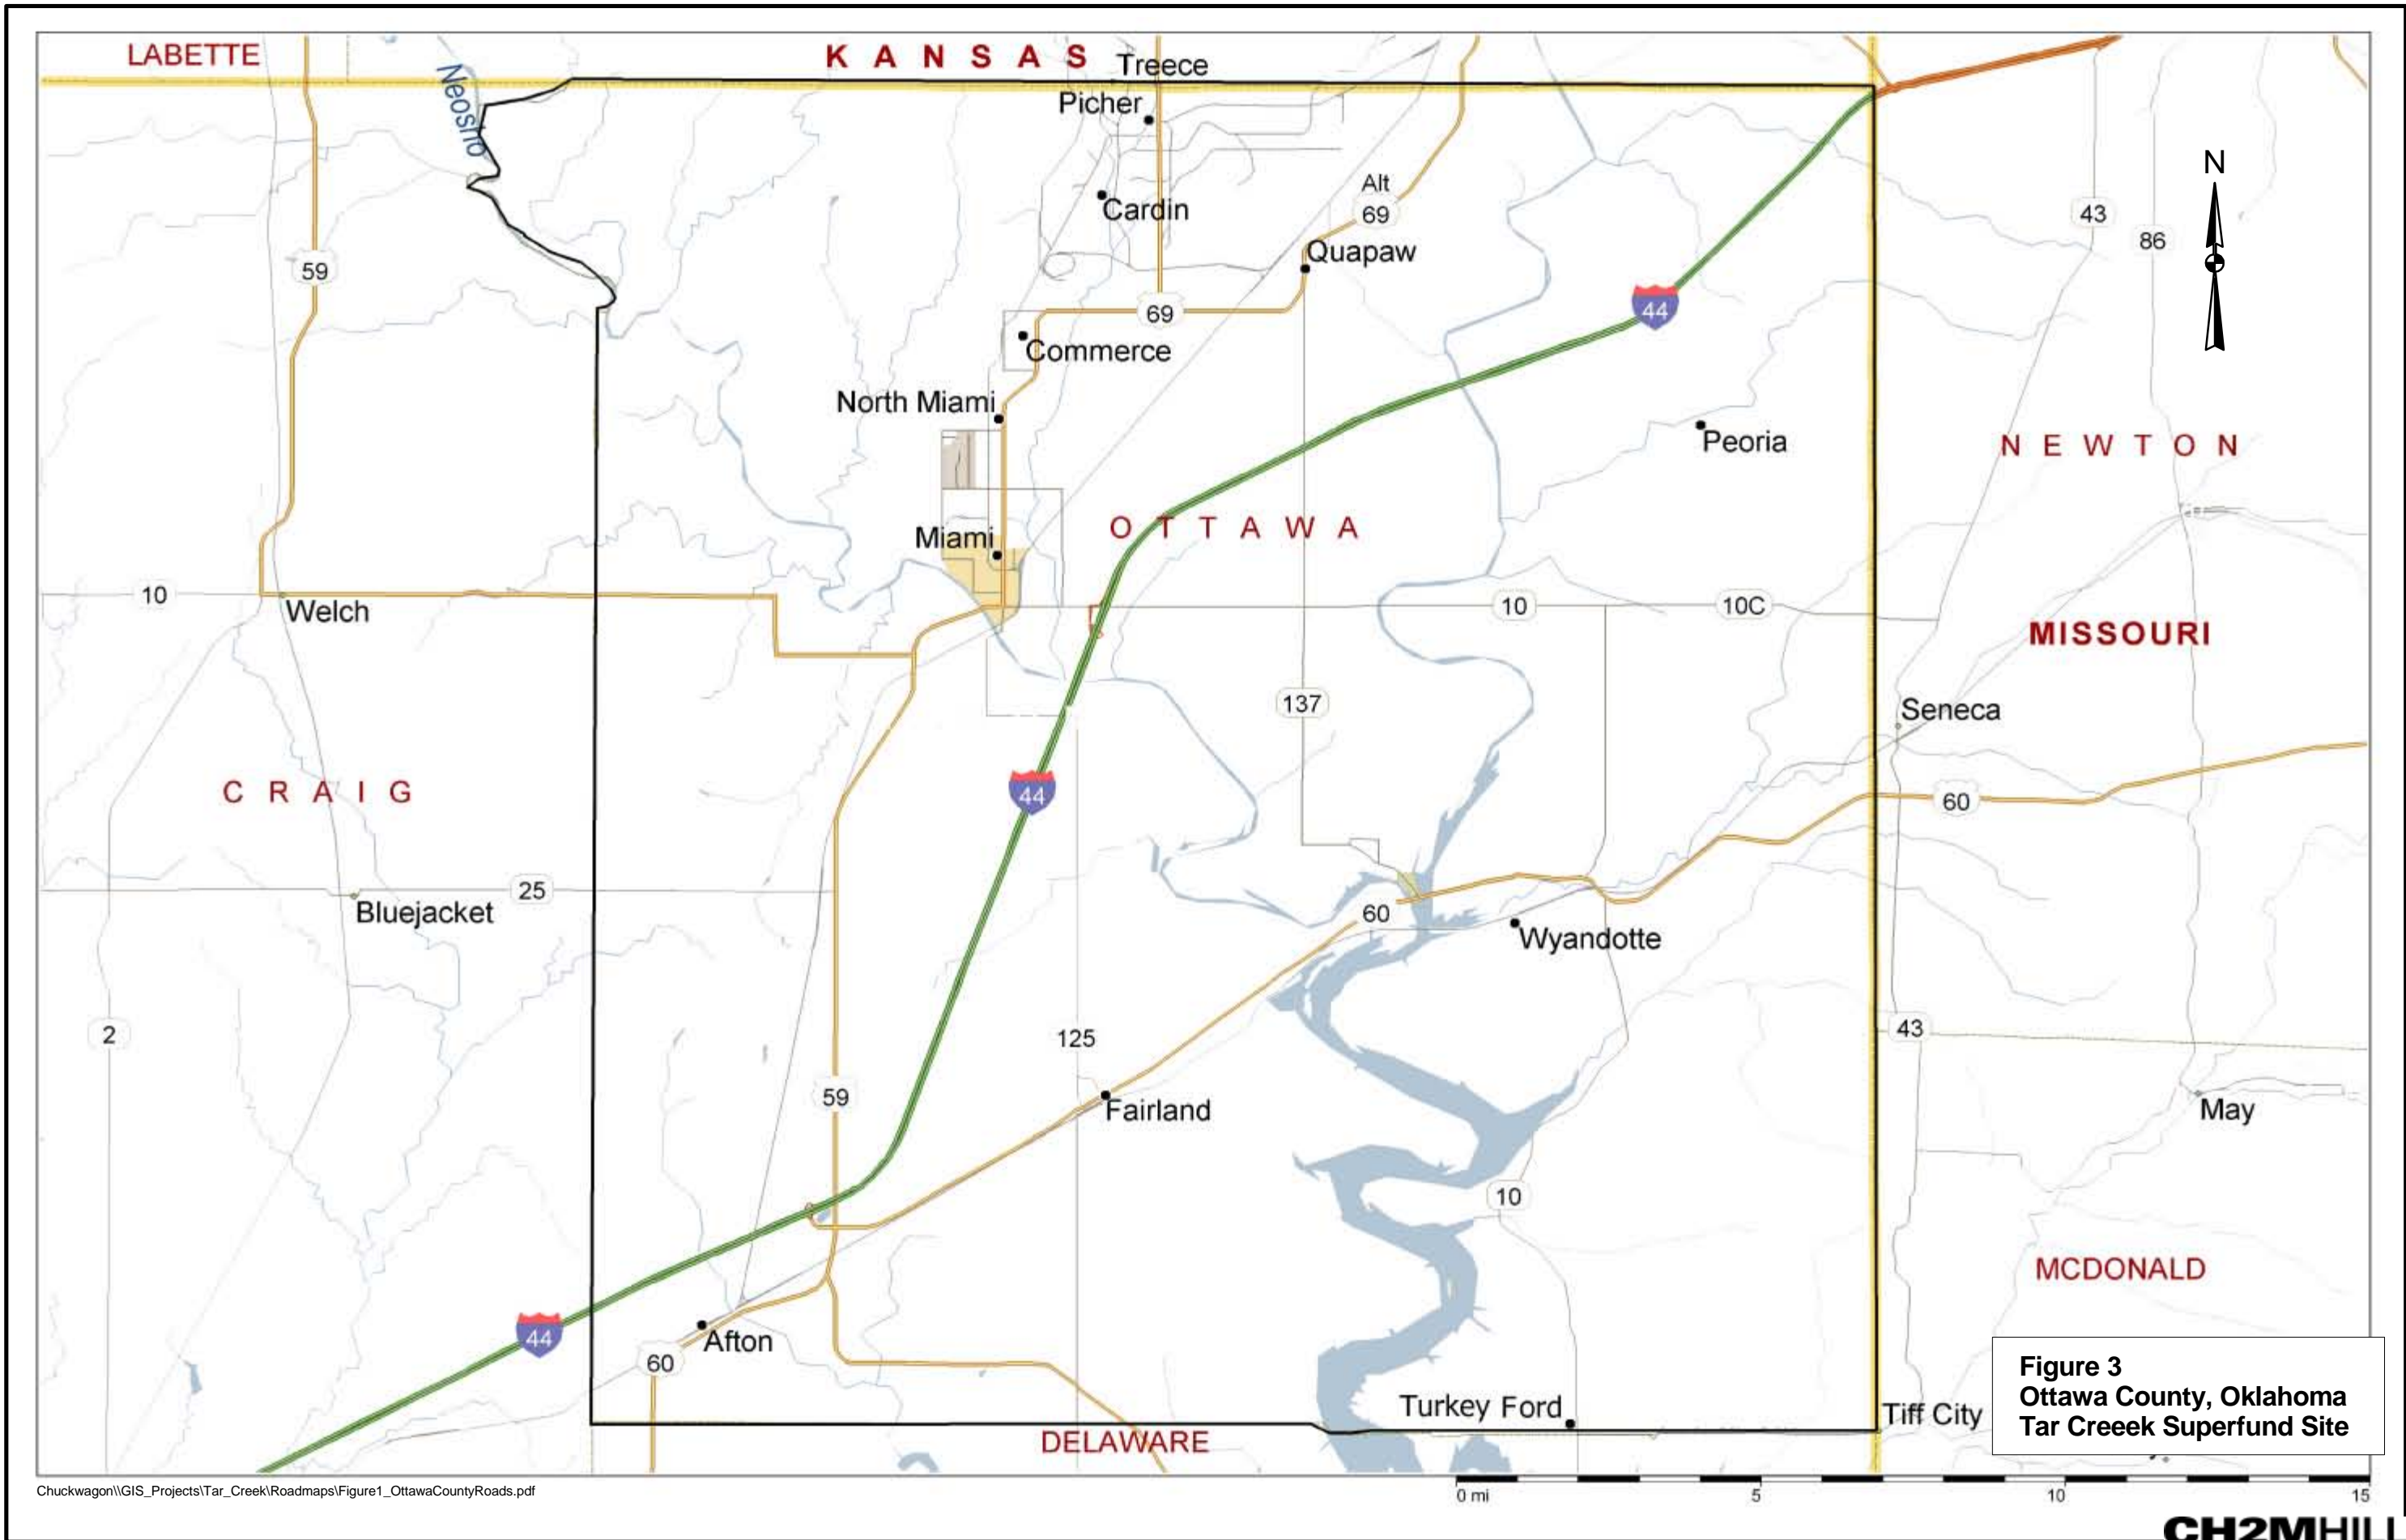 LABETTE
K A N S A S
Treece
Neosho
Picher
N
Alt
69
Cardin
43
86
Quapaw
59
44
69
Commerce
North Miami
Peoria
N E W T O N
O T T A W A
Miami
10
Welch
10
10C
MISSOURI
137
Seneca
C R A I G
44
60
25
Bluejacket
60
Wyandotte
2
125
43
59
Fairland
May
10
MCDONALD
44
Afton
60
Turkey Ford
Tiff City
DELAWARE
Figure 3
Ottawa County, Oklahoma
Tar Creeek Superfund Site
Chuckwagon\\GIS_Projects\Tar_Creek\Roadmaps\Figure1_OttawaCountyRoads.pdf
0 mi 5 10 15
CH2MHILL